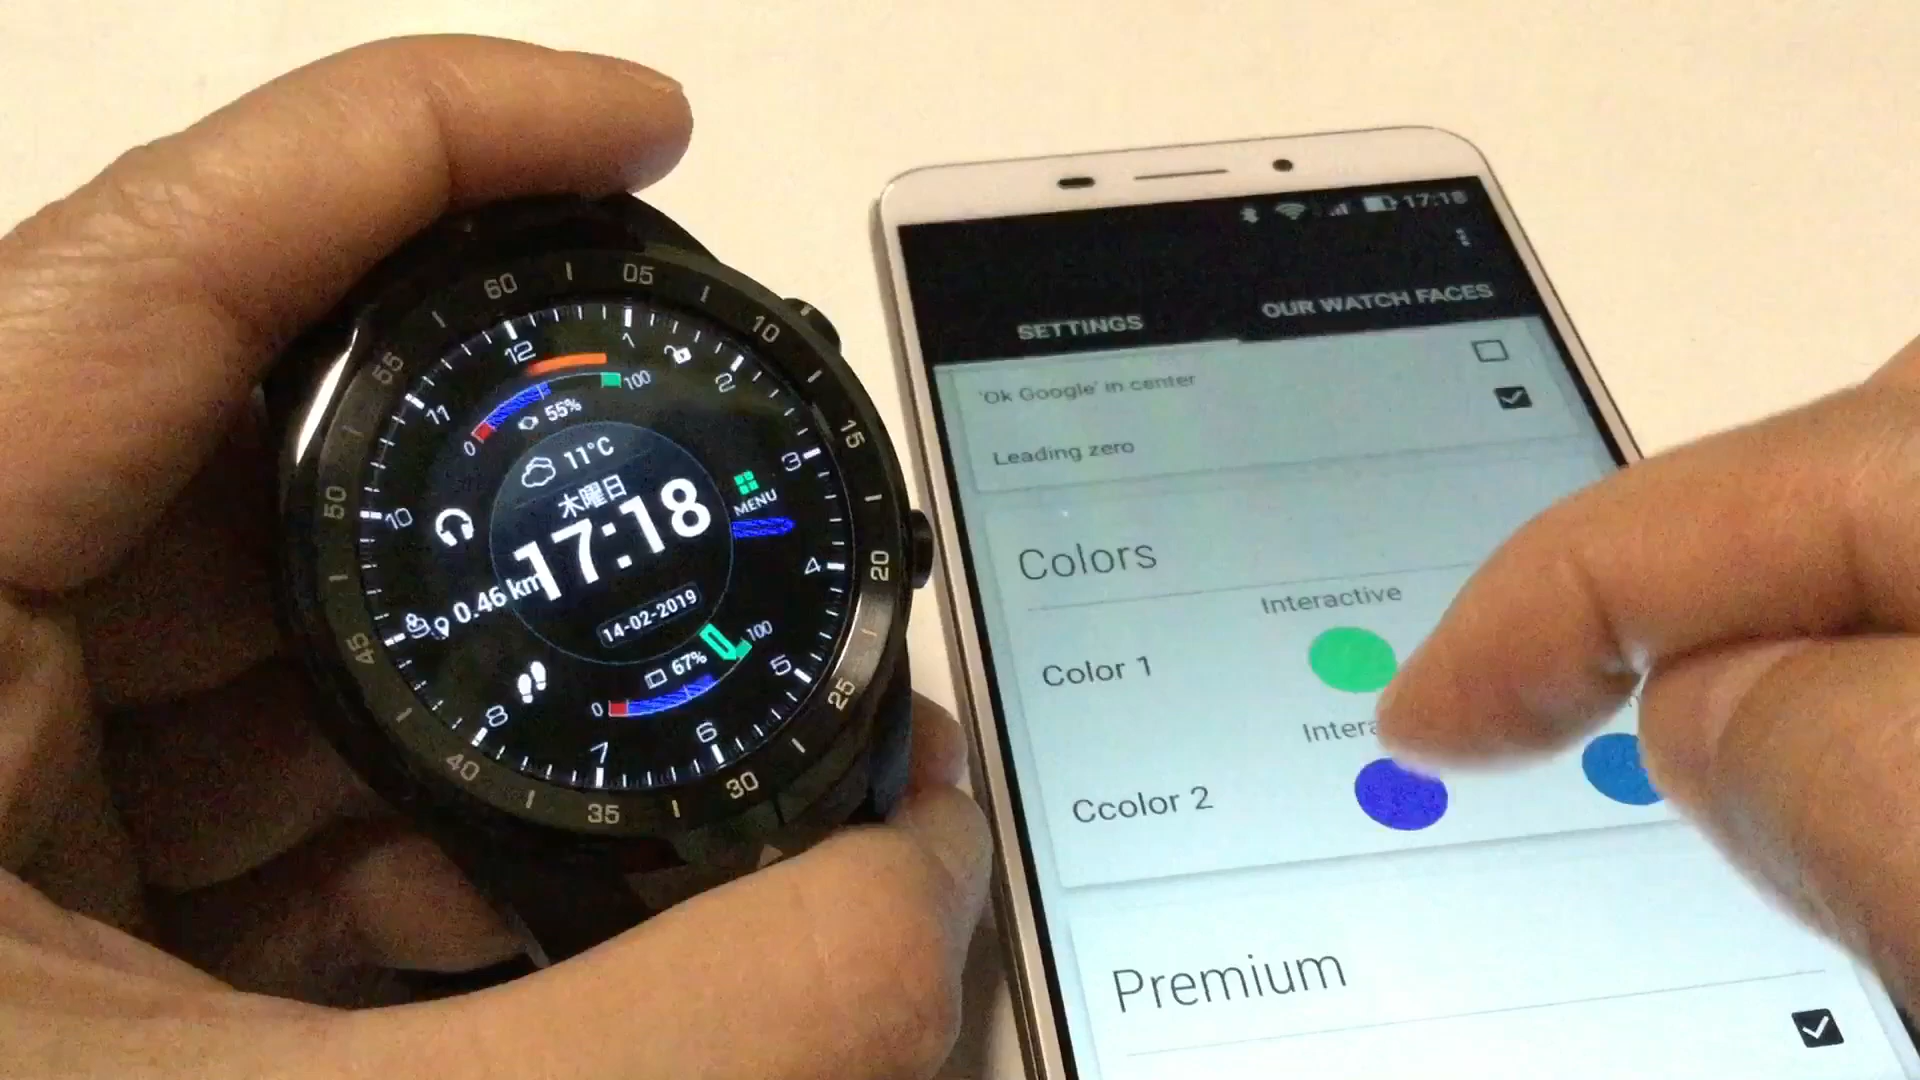 60
05
10
15
20
25
30
35
40
45
50
55
12
1
2
3
4
5
6
7
8
10
11
0
100
55%
11°C
木曜日
17:18
MENU
0.46 km
14-02-2019
67%
0
100
17:18
SETTINGS
OUR WATCH FACES
'Ok Google' in center
Leading zero
Colors
Interactive
Color 1
Intera
Ccolor 2
Premium